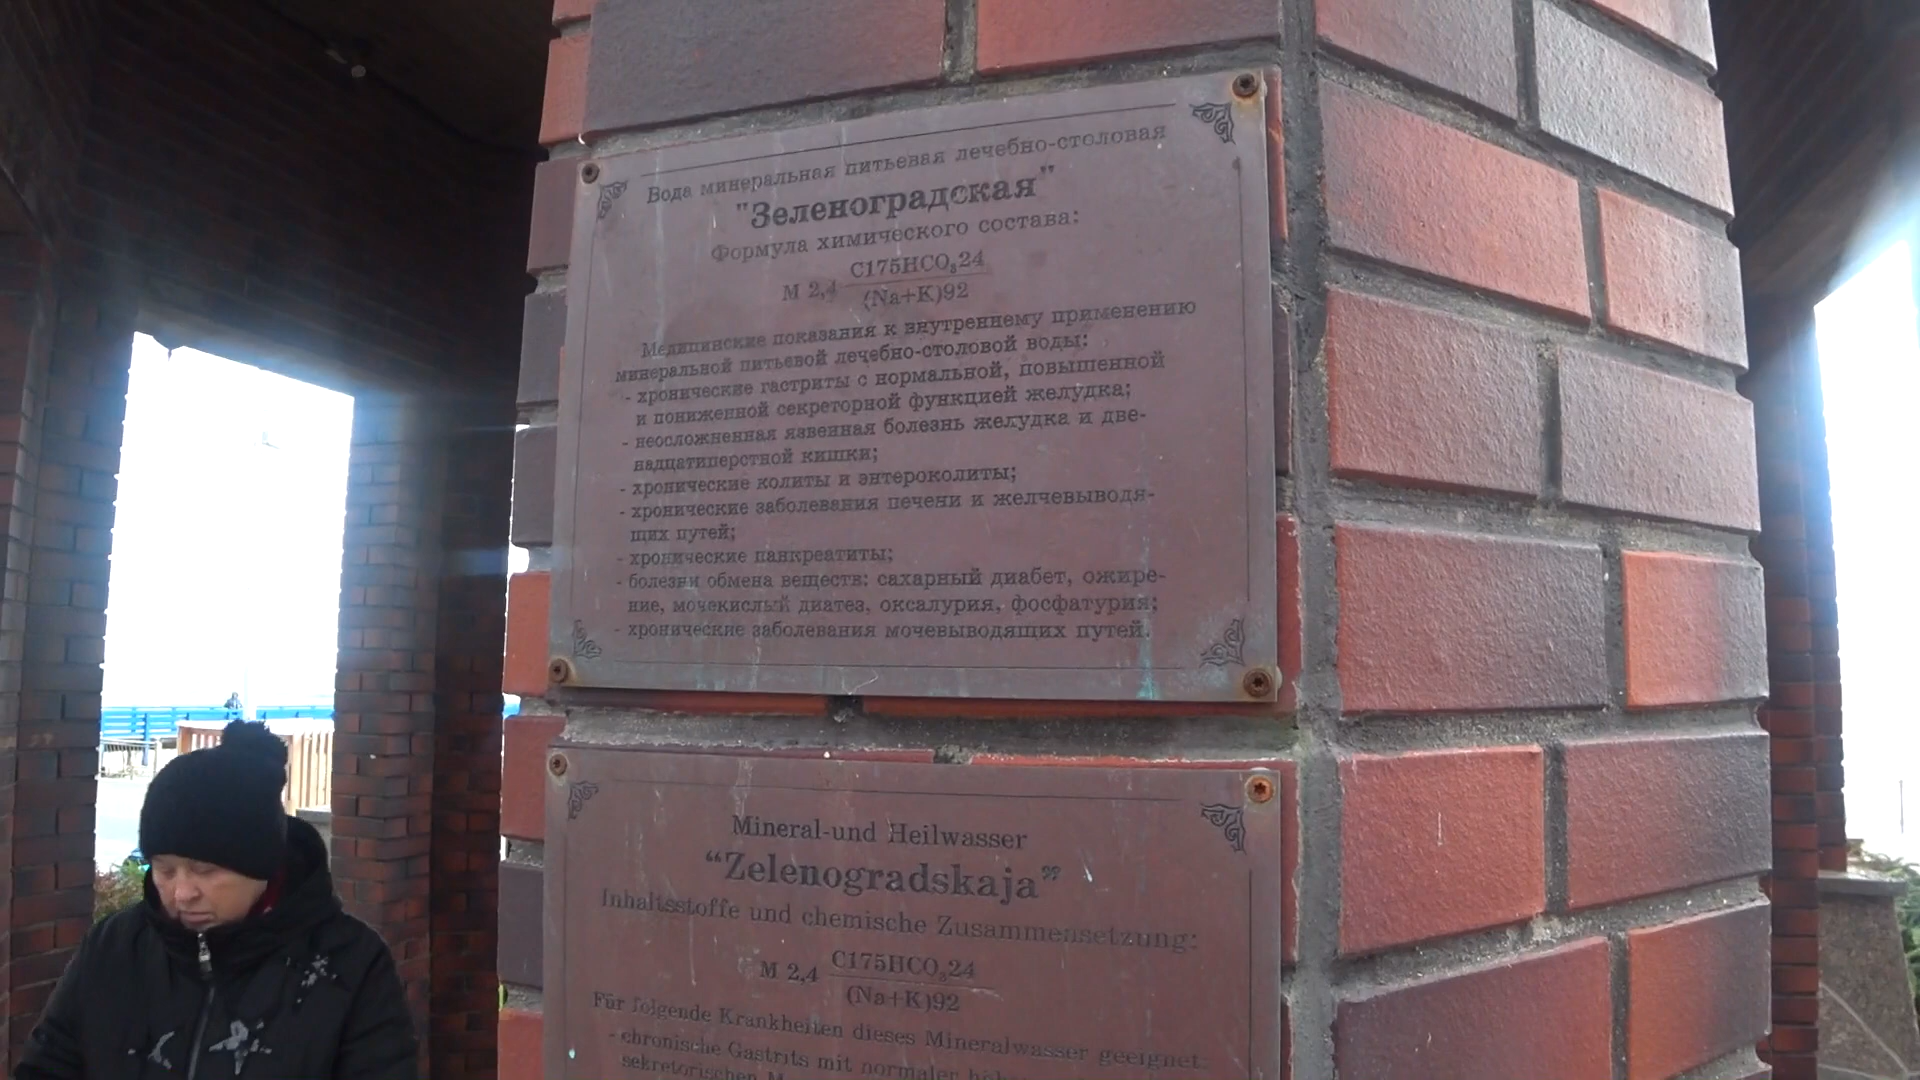 Вода минеральная питьевая лечебно-столовая
"Зеленоградская"
Формула химического состава:
M 2,4 C175HCO₃24
(Na+K)92
Медицинские показания к внутреннему применению
минеральной питьевой лечебно-столовой воды:
- хронические гастриты с нормальной, повышенной
и пониженной секреторной функцией желудка;
- неосложненная язвенная болезнь желудка и две-
надцатиперстной кишки;
- хронические колиты и энтероколиты;
- хронические заболевания печени и желчевыводя-
щих путей;
- хронические панкреатиты;
- болезни обмена веществ: сахарный диабет, ожире-
ние, мочекислый диатез, оксалурия, фосфатурия;
- хронические заболевания мочевыводящих путей.
Mineral-und Heilwasser
“Zelenogradskaja”
Inhaltsstoffe und chemische Zusammensetzung:
M 2,4 C175HCO₃24
(Na+K)92
Für folgende Krankheiten dieses Mineralwasser geeignet:
- chronische Gastrits mit normaler
sekretorischen